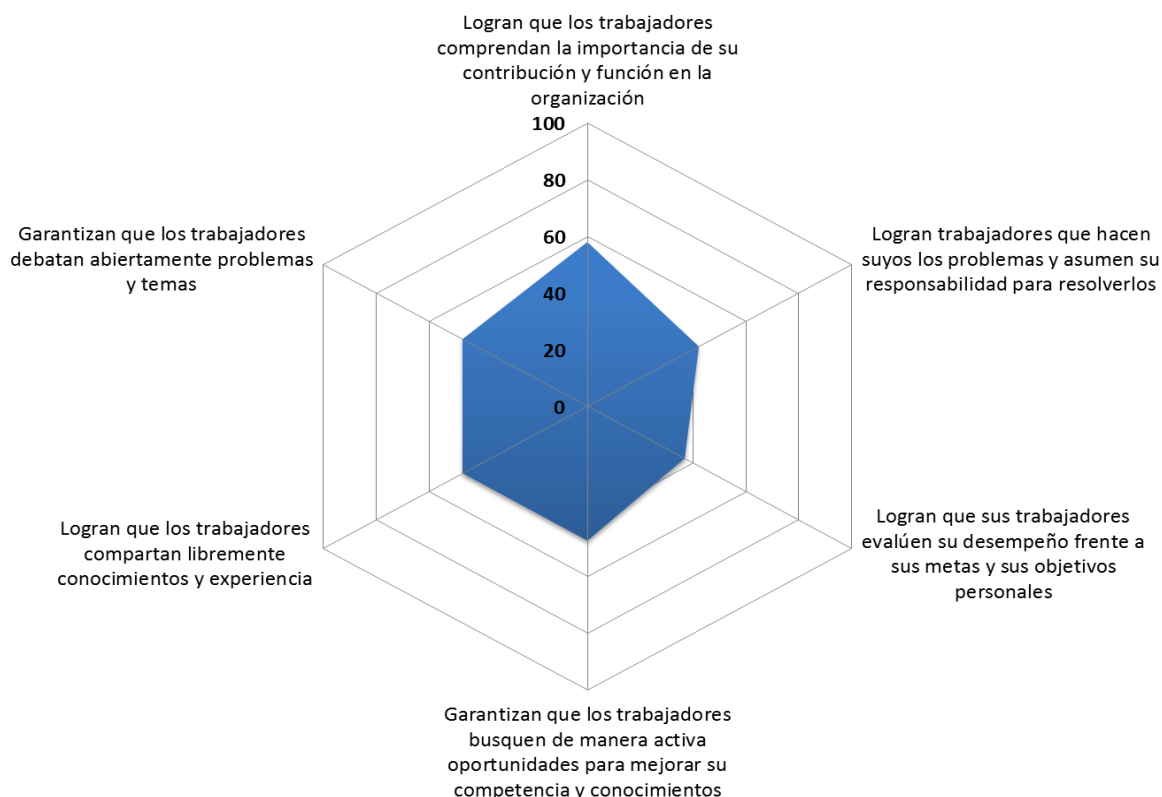 Logran que los trabajadores
comprendan la importancia de su
contribución y función en la
organización
100
80
60
40
20
0
Logran trabajadores que hacen
suyos los problemas y asumen su
responsabilidad para resolverlos
Logran que sus trabajadores
evalúen su desempeño frente a
sus metas y sus objetivos
personales
Garantizan que los trabajadores
busquen de manera activa
oportunidades para mejorar su
competencia y conocimientos
Logran que los trabajadores
compartan libremente
conocimientos y experiencia
Garantizan que los trabajadores
debatan abiertamente problemas
y temas